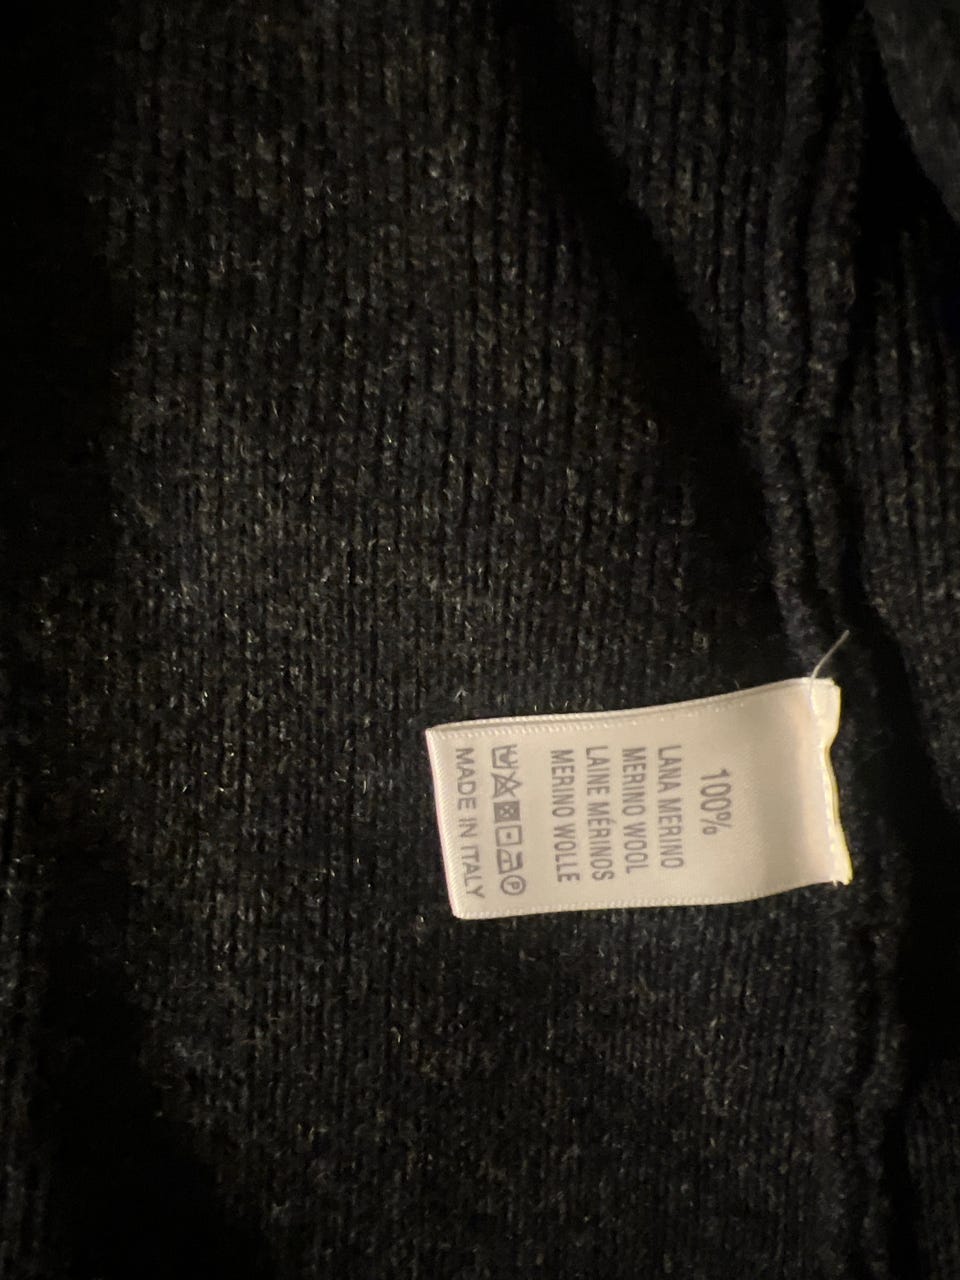 100%
LANA MERINO
MERINO WOOL
LAINE MÉRINOS
MERINO WOLLE
P
MADE IN ITALY